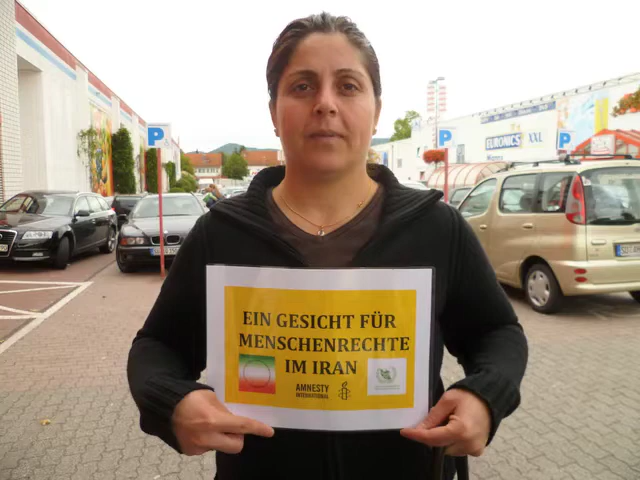 P
P
P
EURONICS XXL
EIN GESICHT FÜR
MENSCHENRECHTE
IM IRAN
AMNESTY
INTERNATIONAL